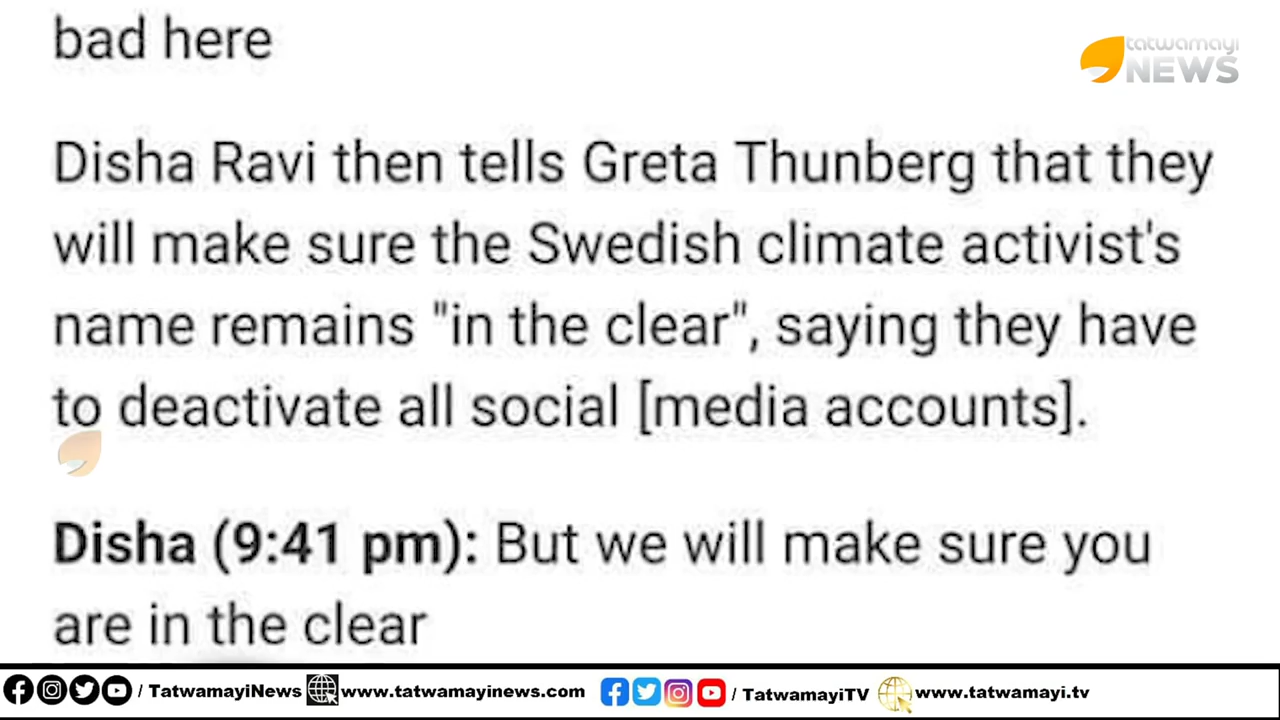 bad here
tatwamayi
NEWS
Disha Ravi then tells Greta Thunberg that they
will make sure the Swedish climate activist's
name remains "in the clear", saying they have
to deactivate all social [media accounts].
Disha (9:41 pm): But we will make sure you
are in the clear
/ TatwamayiNews www.tatwamayinews.com / TatwamayiTV www.tatwamayi.tv